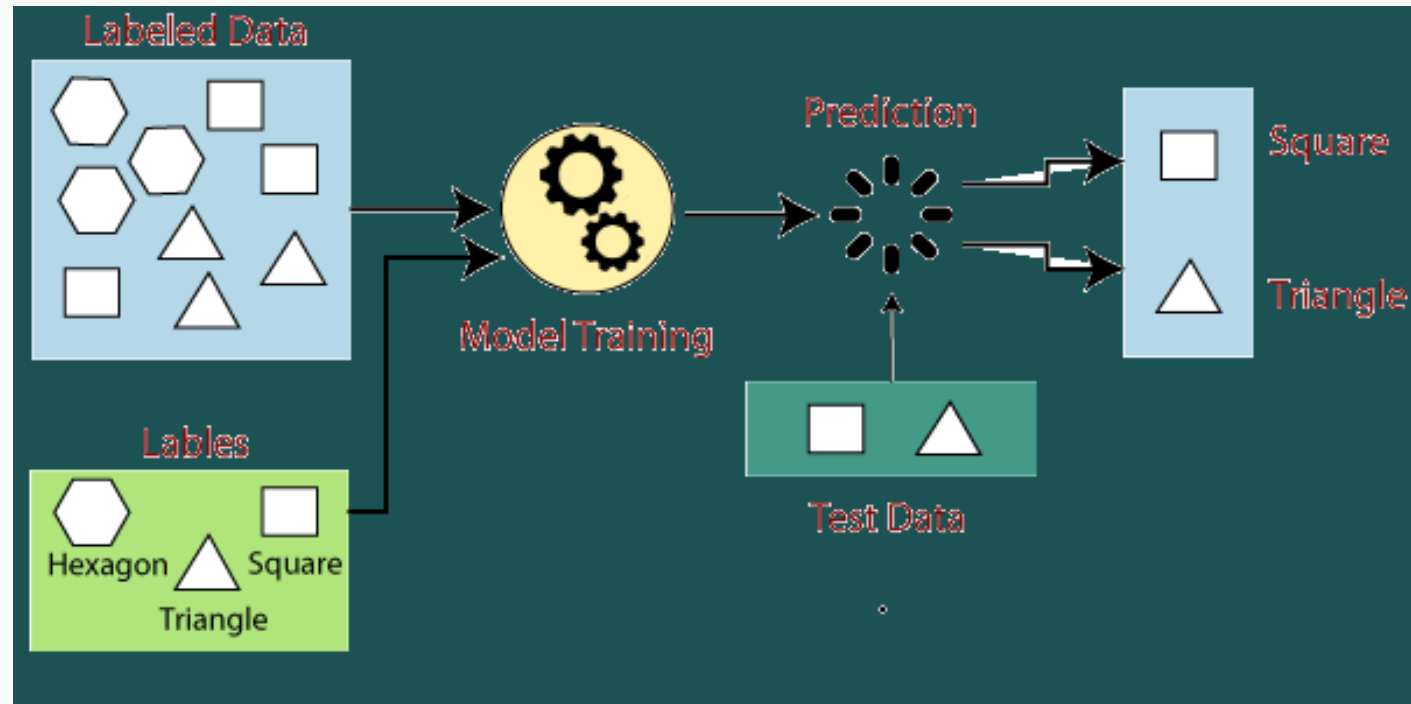 Labeled Data
Prediction
Square
Triangle
Model Training
Lables
Hexagon
Square
Triangle
Test Data